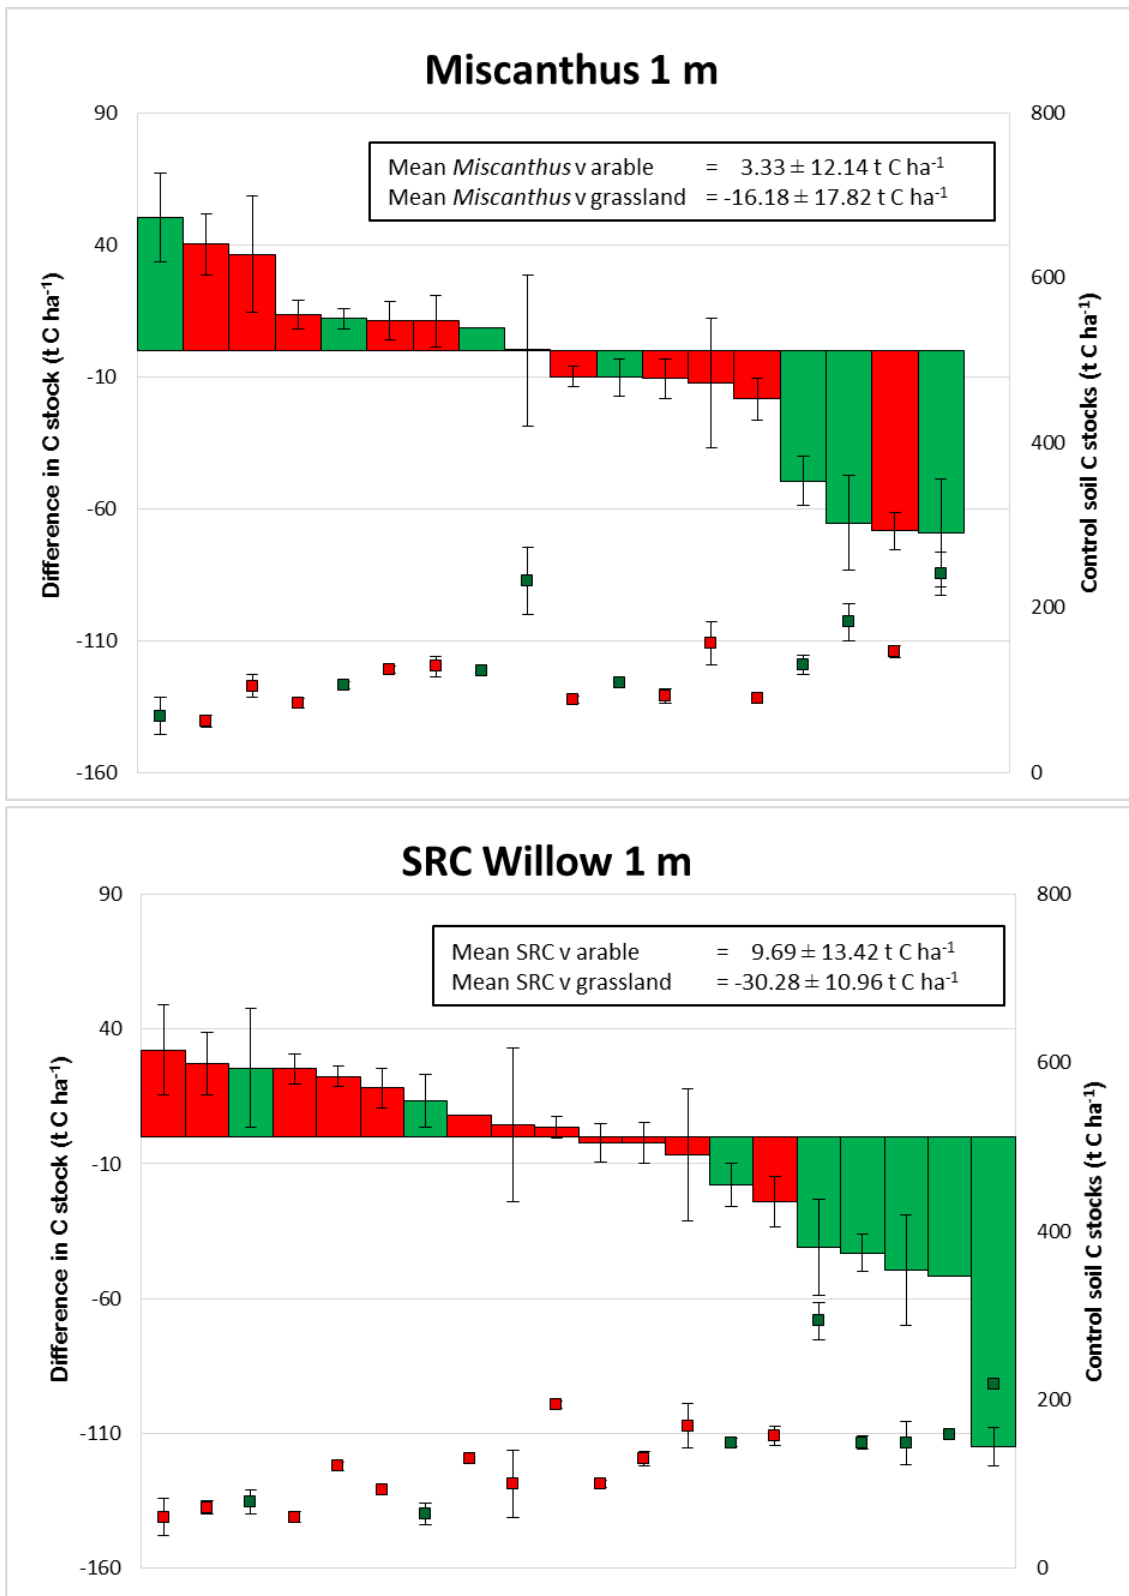 Miscanthus 1 m
90
40
-10
-60
-110
-160
Difference in C stock (t C ha-1)
Mean Miscanthus v arable = 3.33 ± 12.14 t C ha-1
Mean Miscanthus v grassland = -16.18 ± 17.82 t C ha-1
800
600
400
200
0
Control soil C stocks (t C ha-1)
SRC Willow 1 m
90
40
-10
-60
-110
-160
Difference in C stock (t C ha-1)
Mean SRC v arable = 9.69 ± 13.42 t C ha-1
Mean SRC v grassland = -30.28 ± 10.96 t C ha-1
800
600
400
200
0
Control soil C stocks (t C ha-1)